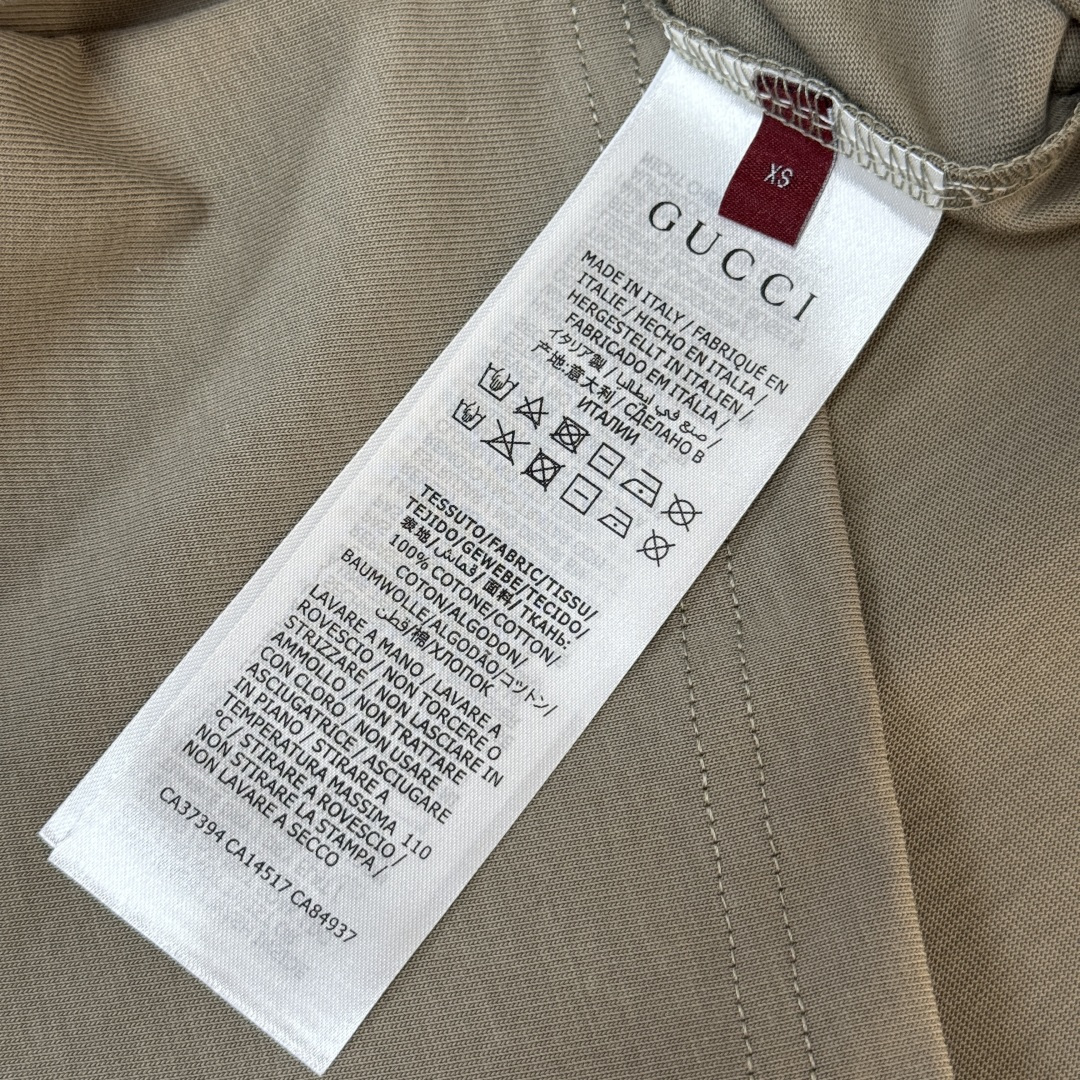 XS
GUCCI
MADE IN ITALY / FABRIQUÉ EN
ITALIE / HECHO EN ITALIA /
HERGESTELLT IN ITALIEN /
FABRICADO EM ITÁLIA /
イタリア製 / صنع في إيطاليا /
产地:意大利 / СДЕЛАНО В
ИТАЛИИ
TESSUTO/FABRIC/TISSU/
TEJIDO/GEWEBE/TECIDO/
表地/قماش/面料/ТКАНЬ:
100% COTONE/COTTON/
COTON/ALGODON/
BAUMWOLLE/ALGODÃO/コットン/
قطن/棉/ХЛОПОК
LAVARE A MANO / LAVARE A
ROVESCIO / NON TORCERE O
STRIZZARE / NON LASCIARE IN
AMMOLLO / NON TRATTARE
CON CLORO / NON USARE
ASCIUGATRICE / ASCIUGARE
IN PIANO / STIRARE A
TEMPERATURA MASSIMA 110
°C / STIRARE A ROVESCIO /
NON STIRARE LA STAMPA /
NON LAVARE A SECCO
CA37394 CA14517 CA84937